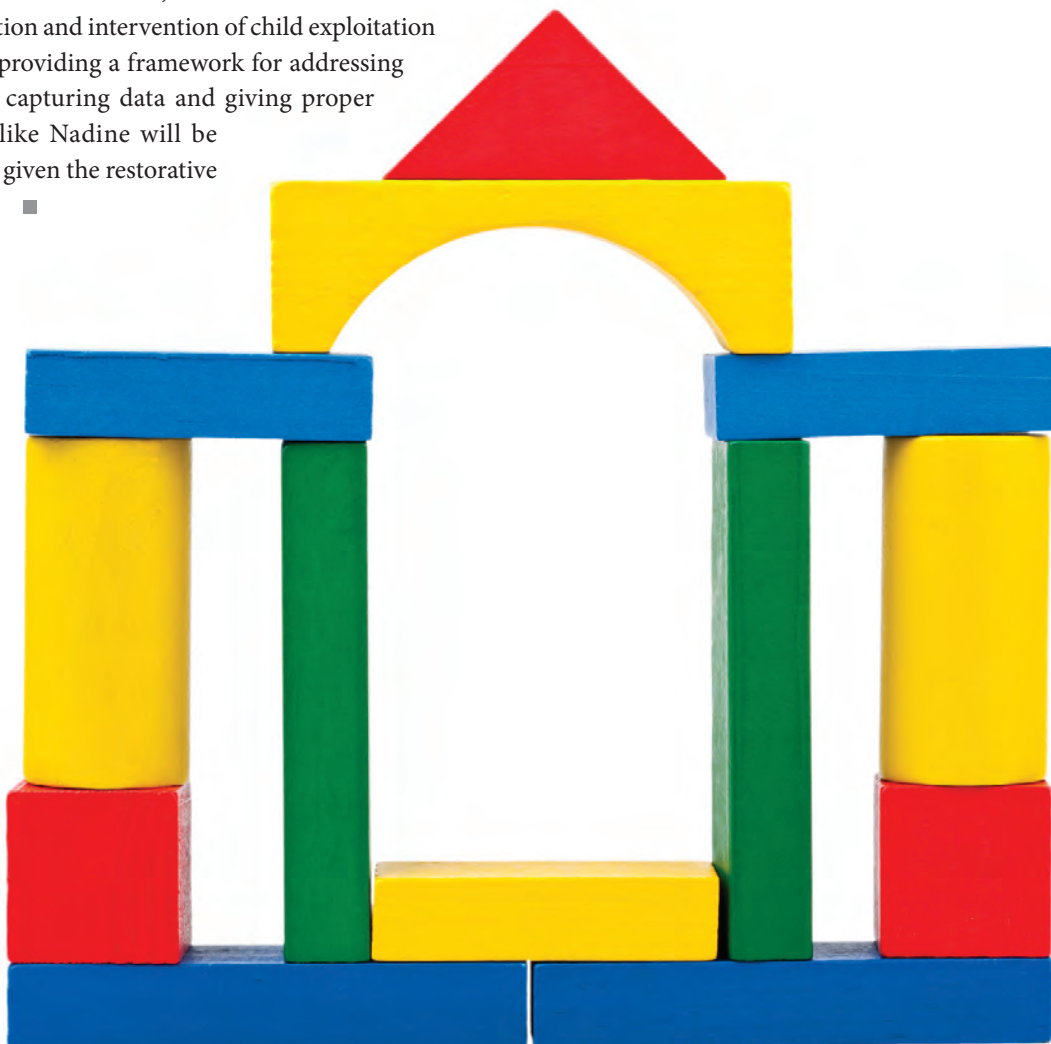 tion and intervention of child exploitation
providing a framework for addressing
capturing data and giving proper
like Nadine will be
given the restorative